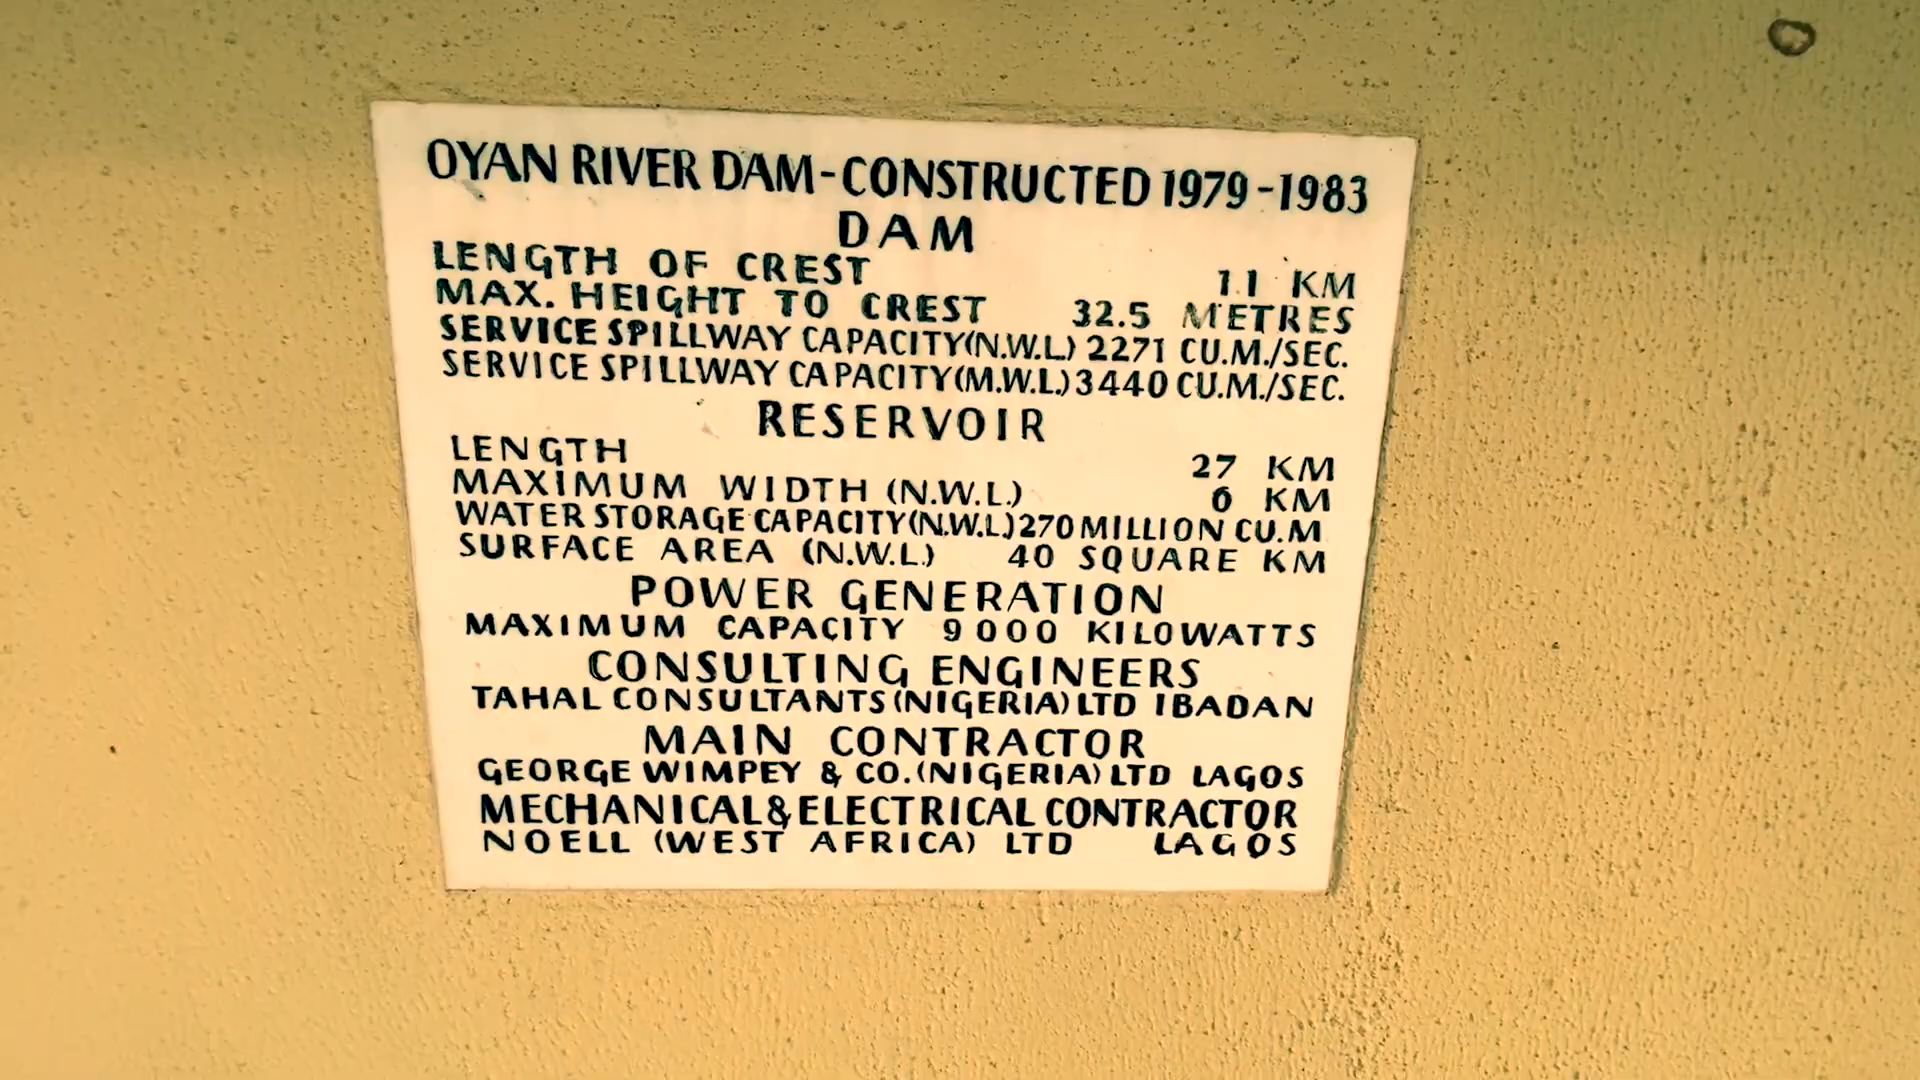 OYAN RIVER DAM-CONSTRUCTED 1979-1983
DAM
LENGTH OF CREST 1.1 KM
MAX. HEIGHT TO CREST 32.5 METRES
SERVICE SPILLWAY CAPACITY(N.W.L) 2271 CU.M./SEC.
SERVICE SPILLWAY CAPACITY(M.W.L.) 3440 CU.M./SEC.
RESERVOIR
LENGTH 27 KM
MAXIMUM WIDTH (N.W.L.) 6 KM
WATER STORAGE CAPACITY(N.W.L.) 270 MILLION CU.M
SURFACE AREA (N.W.L.) 40 SQUARE KM
POWER GENERATION
MAXIMUM CAPACITY 9000 KILOWATTS
CONSULTING ENGINEERS
TAHAL CONSULTANTS (NIGERIA) LTD IBADAN
MAIN CONTRACTOR
GEORGE WIMPEY & CO. (NIGERIA) LTD LAGOS
MECHANICAL & ELECTRICAL CONTRACTOR
NOELL (WEST AFRICA) LTD LAGOS